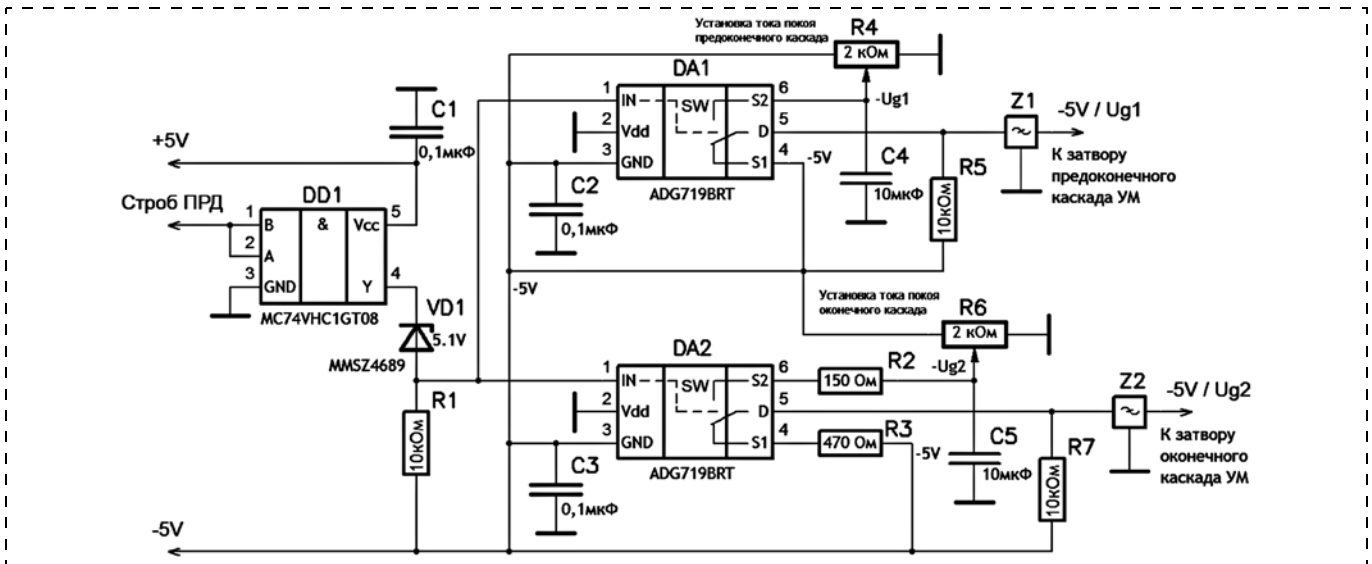 Установка тока покоя
предоконечного каскада
R4
2 кОм
DA1
1
IN
SW
S2
6
-Ug1
2
Vdd
D
5
3
GND
S1
4
-5V
ADG719BRT
Z1
~
-5V / Ug1
К затвору
предоконечного
каскада УМ
C1
0,1мкФ
+5V
C2
0,1мкФ
C4
10мкФ
R5
10кОм
Строб ПРД
DD1
1
B
&
Vcc
5
2
A
3
GND
Y
4
MC74VHC1GT08
-5V
VD1
5.1V
MMSZ4689
Установка тока покоя
оконечного каскада
R6
2 кОм
-Ug2
DA2
1
IN
SW
S2
6
R2
150 Ом
2
Vdd
D
5
3
GND
S1
4
R3
470 Ом
-5V
ADG719BRT
Z2
~
-5V / Ug2
К затвору
оконечного
каскада УМ
R1
10кОм
C3
0,1мкФ
C5
10мкФ
R7
10кОм
-5V